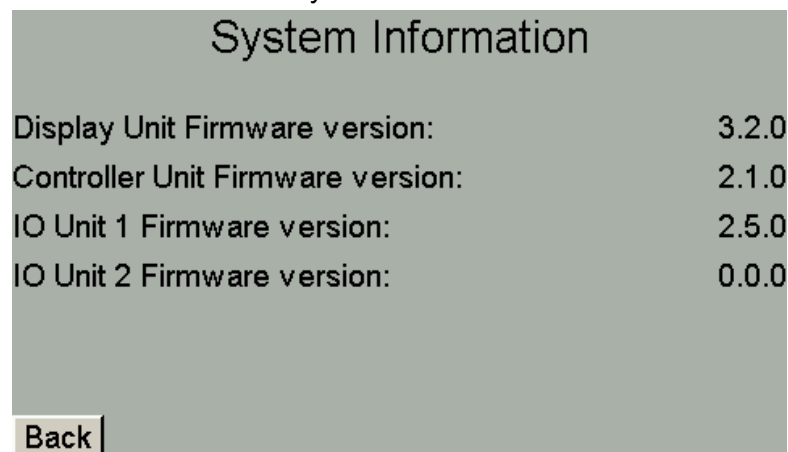 System Information
Display Unit Firmware version: 3.2.0
Controller Unit Firmware version: 2.1.0
IO Unit 1 Firmware version: 2.5.0
IO Unit 2 Firmware version: 0.0.0
Back